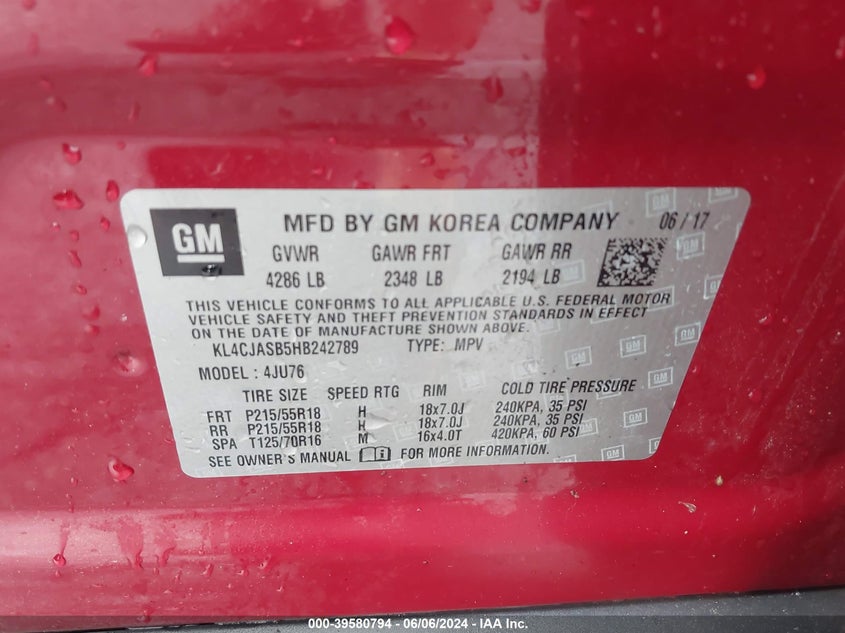 GM
MFD BY GM KOREA COMPANY 06 / 17
GVWR GAWR FRT GAWR RR
4286 LB 2348 LB 2194 LB
THIS VEHICLE CONFORMS TO ALL APPLICABLE U.S. FEDERAL MOTOR
VEHICLE SAFETY AND THEFT PREVENTION STANDARDS IN EFFECT
ON THE DATE OF MANUFACTURE SHOWN ABOVE.
KL4CJASB5HB242789 TYPE: MPV
MODEL: 4JU76
TIRE SIZE SPEED RTG RIM COLD TIRE PRESSURE
FRT P215/55R18 H 18x7.0J 240KPA, 35 PSI
RR P215/55R18 H 18x7.0J 240KPA, 35 PSI
SPA T125/70R16 M 16x4.0T 420KPA, 60 PSI
SEE OWNER'S MANUAL FOR MORE INFORMATION.
000-39580794 - 06/06/2024 - IAA Inc.